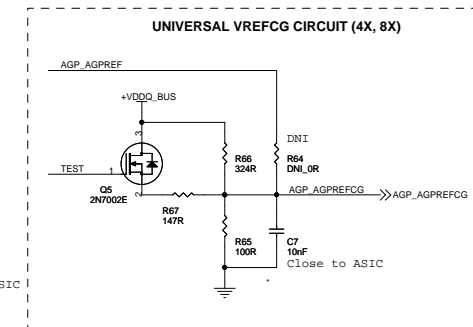 UNIVERSAL VREFCG CIRCUIT (4X, 8X)
AGP_AGPREF
+VDDQ_BUS
3
DNI
R66
324R
R64
DNI_0R
TEST
1
Q5
2N7002E
2
R67
147R
AGP_AGPREFCG
AGP_AGPREFCG
R65
100R
C7
10nF
Close to ASIC
SIC